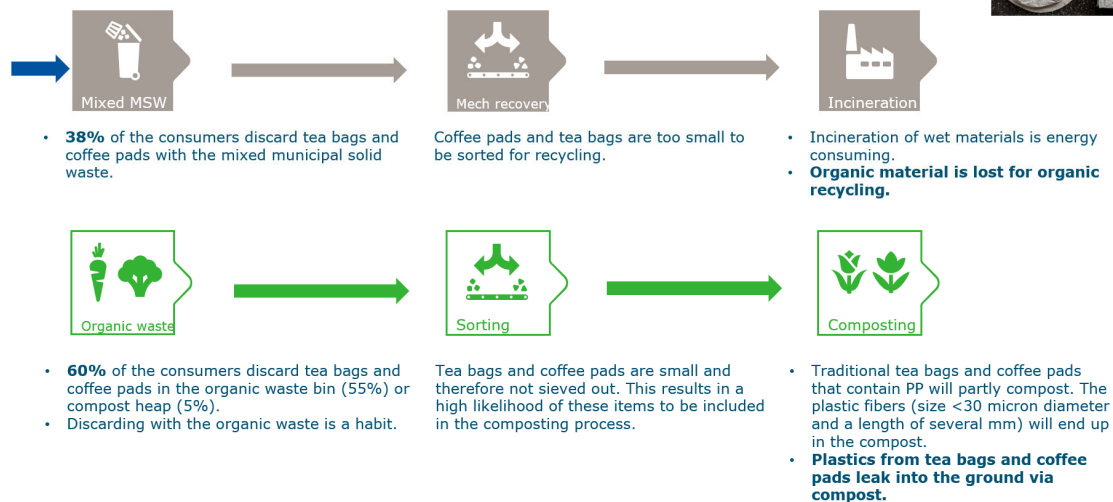 Mixed MSW
Mech recovery
Incineration
• 38% of the consumers discard tea bags and
coffee pads with the mixed municipal solid
waste.
Coffee pads and tea bags are too small to
be sorted for recycling.
• Incineration of wet materials is energy
consuming.
• Organic material is lost for organic
recycling.
Organic waste
Sorting
Composting
• 60% of the consumers discard tea bags and
coffee pads in the organic waste bin (55%) or
compost heap (5%).
• Discarding with the organic waste is a habit.
Tea bags and coffee pads are small and
therefore not sieved out. This results in a
high likelihood of these items to be included
in the composting process.
• Traditional tea bags and coffee pads
that contain PP will partly compost. The
plastic fibers (size <30 micron diameter
and a length of several mm) will end up
in the compost.
• Plastics from tea bags and coffee
pads leak into the ground via
compost.